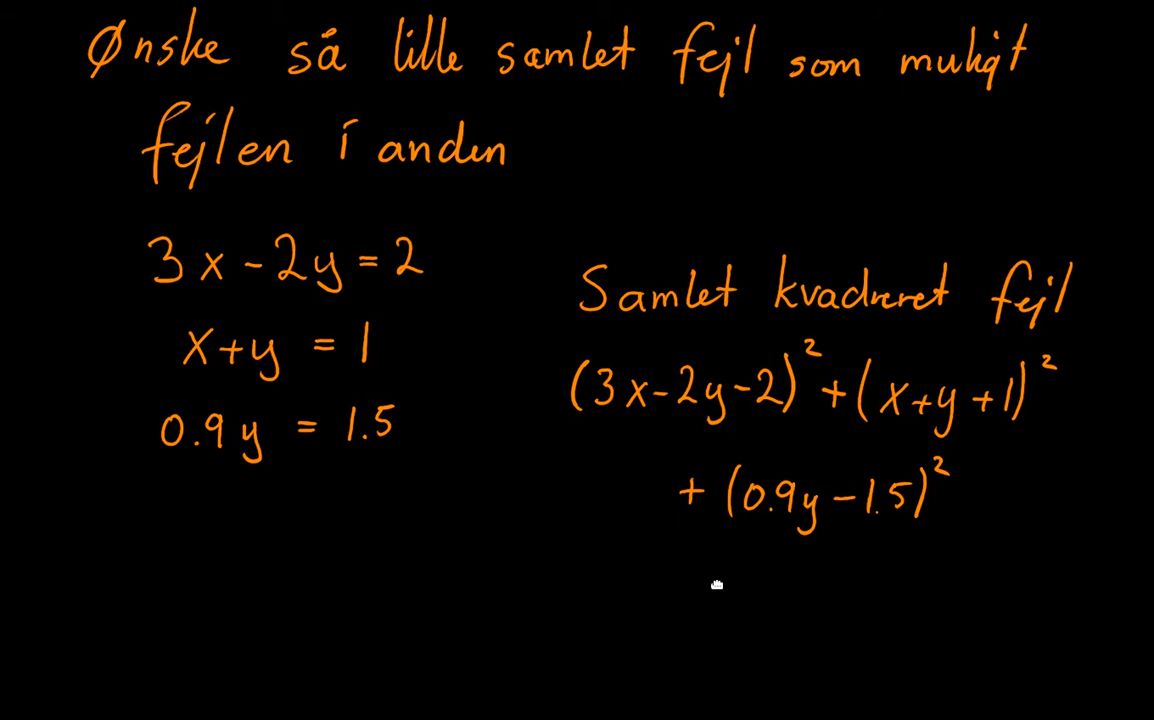 Ønske så lille samlet fejl som muligt
fejlen i anden
3x-2y=2
x+y = 1
0.9y = 1.5
Samlet kvadreret fejl
(3x-2y-2)²+(x+y+1)²
+(0.9y-1.5)²